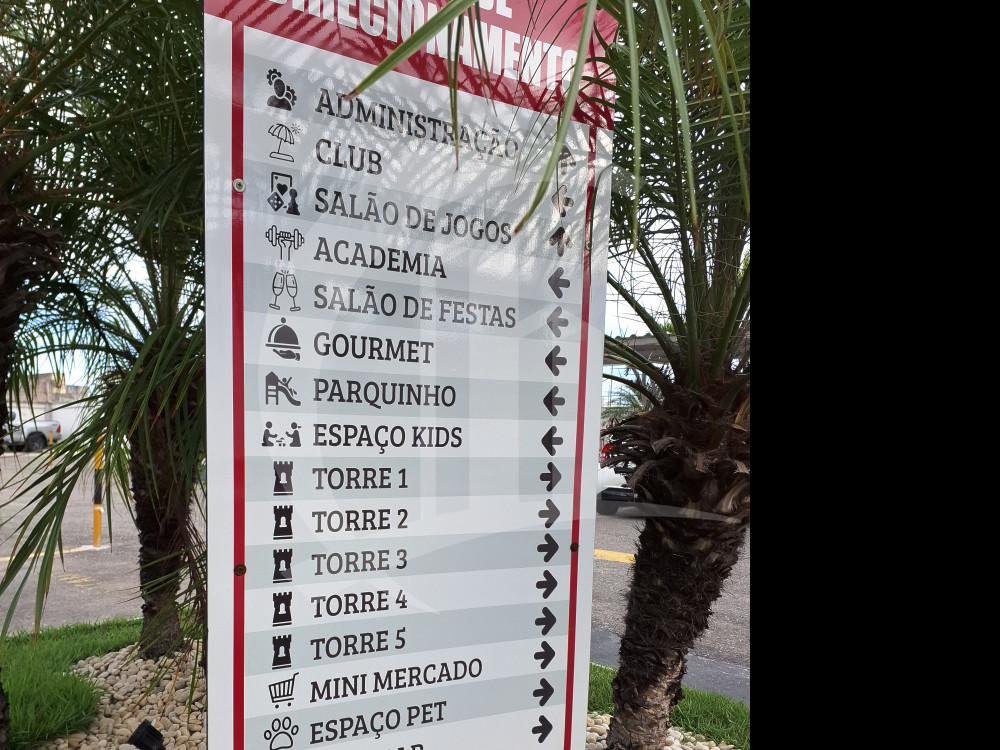 DIRECIONAMENTO
ADMINISTRAÇÃO
CLUB
SALÃO DE JOGOS
ACADEMIA
SALÃO DE FESTAS
GOURMET
PARQUINHO
ESPAÇO KIDS
TORRE 1
TORRE 2
TORRE 3
TORRE 4
TORRE 5
MINI MERCADO
ESPAÇO PET